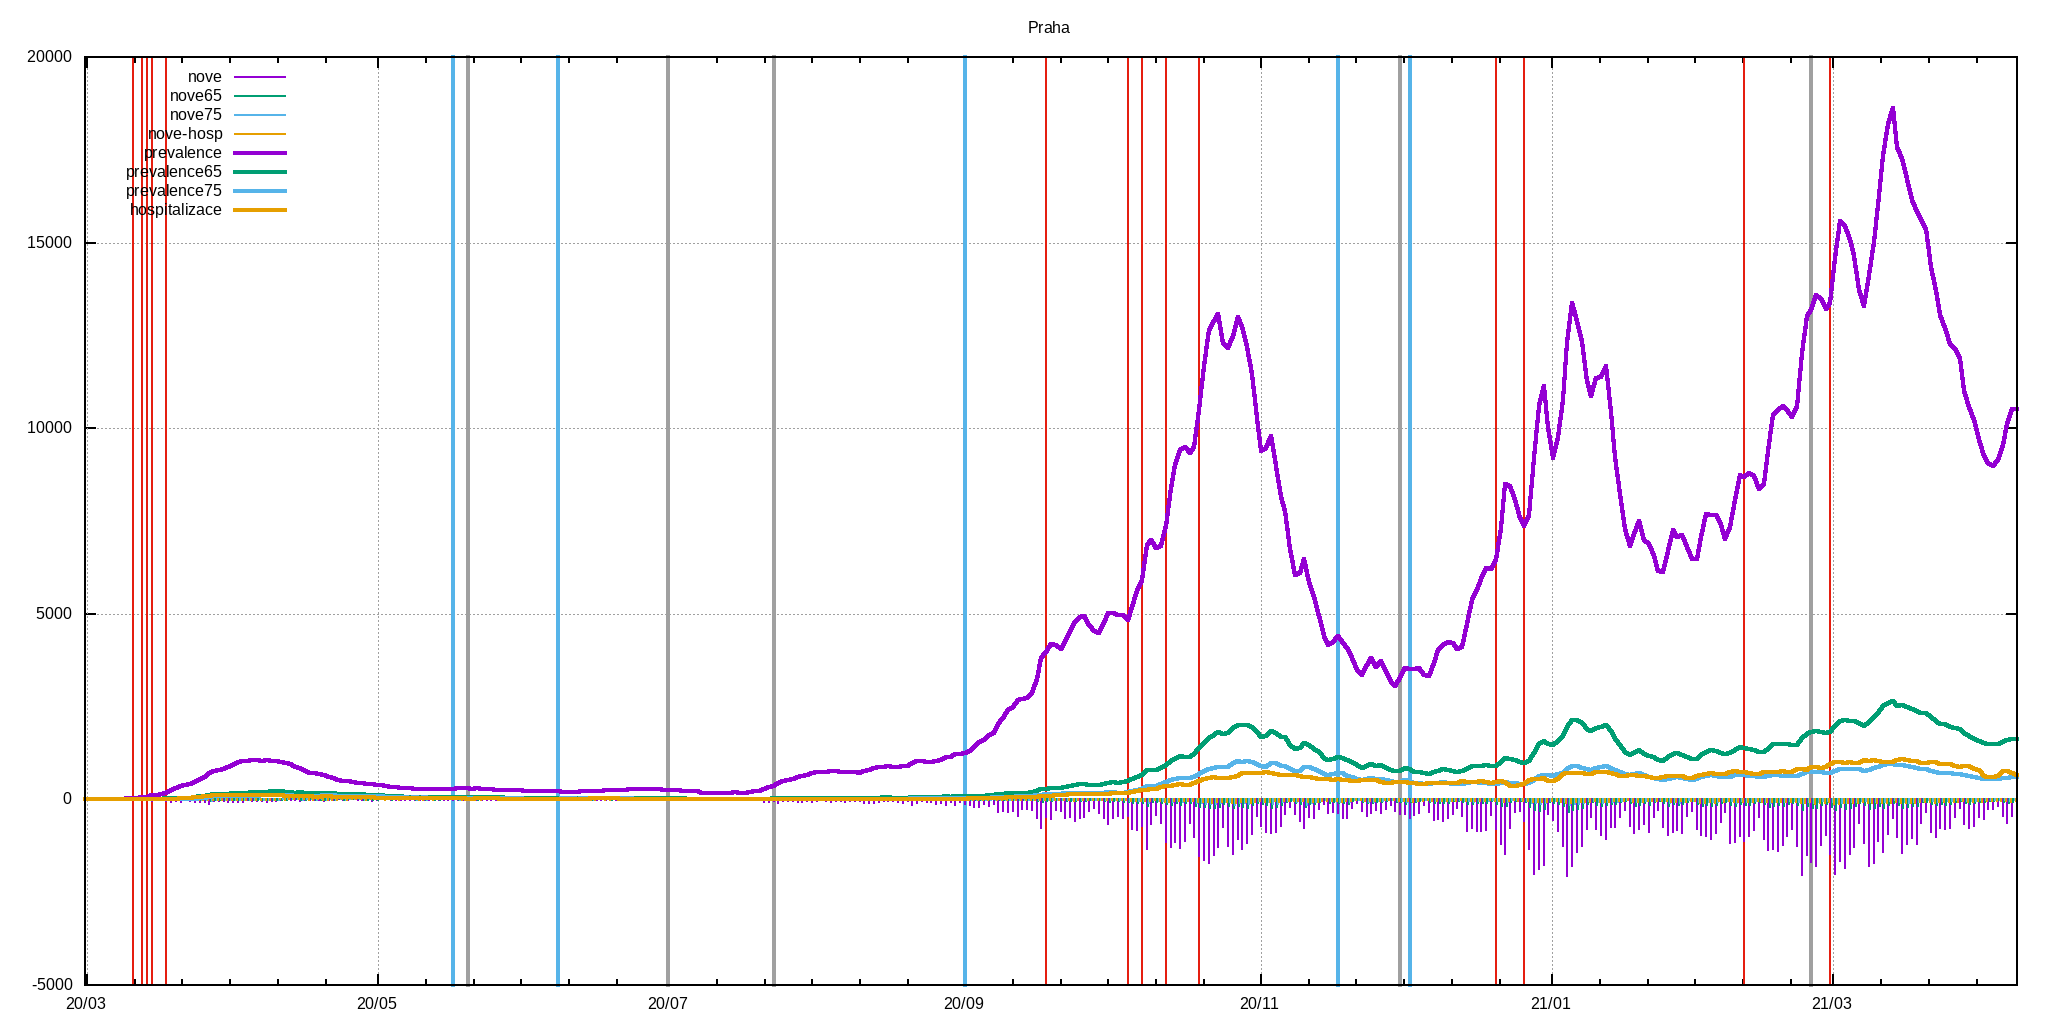 Praha
20000
15000
10000
5000
0
-5000
nove
nove65
nove75
nove-hosp
prevalence
prevalence65
prevalence75
hospitalizace
20/03 20/05 20/07 20/09 20/11 21/01 21/03